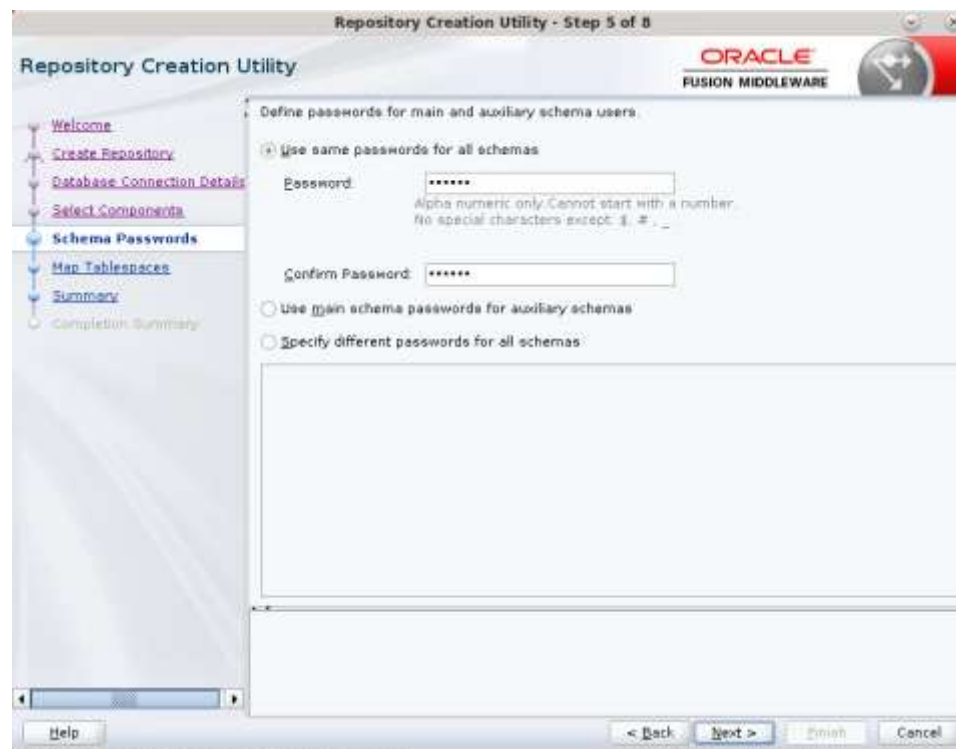 Repository Creation Utility - Step 5 of 8
Repository Creation Utility
ORACLE
FUSION MIDDLEWARE
Welcome
Create Repository
Database Connection Details
Select Components
Schema Passwords
Map Tablespaces
Summary
Completion Summary
Define passwords for main and auxiliary schema users.
Use same passwords for all schemas
Password:
Alpha numeric only.Cannot start with a number.
No special characters except: $, # , _
Confirm Password:
Use main schema passwords for auxiliary schemas
Specify different passwords for all schemas
Help
< Back
Next >
Finish
Cancel